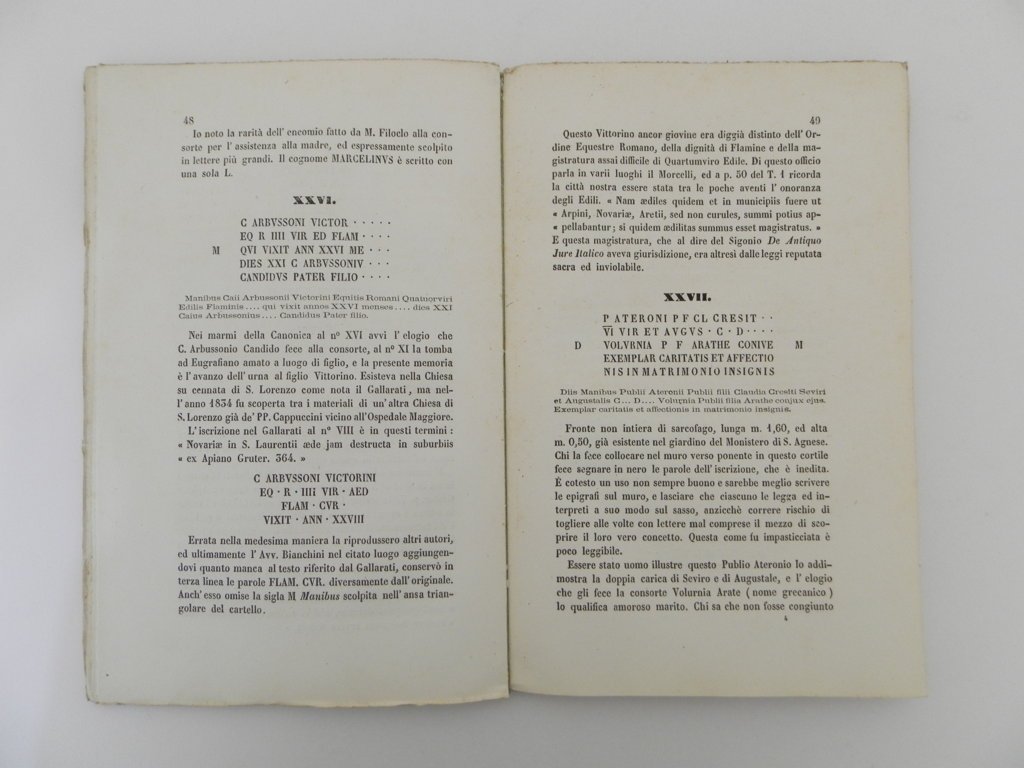 48
Io noto la rarità dell' encomio fatto da M. Filoclo alla con-
sorte per l' assistenza alla madre, ed espressamente scolpito
in lettere più grandi. Il cognome MARCELINVS è scritto con
una sola L.
XXVI.
C ARBVSSONI VICTOR · · · · ·
EQ R IIII VIR ED FLAM · · · ·
M QVI VIXIT ANN XXVI ME · · ·
DIES XXI C ARBVSSONIV · · ·
CANDIDVS PATER FILIO · · · ·
Manibus Caii Arbussonii Victorini Equitis Romani Quatuorviri
Edilis Flaminis .... qui vixit annos XXVI menses .... dies XXI
Caius Arbussonius .... Candidus Pater filio.
Nei marmi della Canonica al n° XVI avvi l' elogio che
C. Arbussonio Candido fece alla consorte, al n° XI la tomba
ad Eugrafiano amato a luogo di figlio, e la presente memoria
è l'avanzo dell' urna al figlio Vittorino. Esisteva nella Chiesa
su cennata di S. Lorenzo come nota il Gallarati, ma nel-
l' anno 1834 fu scoperta tra i materiali di un' altra Chiesa di
S. Lorenzo già de' PP. Cappuccini vicino all'Ospedale Maggiore.
L' iscrizione nel Gallarati al n° VIII è in questi termini :
« Novariæ in S. Laurentii æde jam destructa in suburbiis
« ex Apiano Gruter. 364. »
C ARBVSSONI VICTORINI
EQ · R · IIII VIR · AED
FLAM · CVR ·
VIXIT · ANN · XXVIII
Errata nella medesima maniera la riprodussero altri autori,
ed ultimamente l' Avv. Bianchini nel citato luogo aggiungen-
dovi quanto manca al testo riferito dal Gallarati, conservò in
terza linea le parole FLAM. CVR. diversamente dall' originale.
Anch' esso omise la sigla M Manibus scolpita nell' ansa trian-
golare del cartello.
49
Questo Vittorino ancor giovine era diggià distinto dell' Or-
dine Equestre Romano, della dignità di Flamine e della ma-
gistratura assai difficile di Quartumviro Edile. Di questo officio
parla in varii luoghi il Morcelli, ed a p. 50 del T. 1 ricorda
la città nostra essere stata tra le poche aventi l' onoranza
degli Edili. « Nam ædiles quidem et in municipiis fuere ut
« Arpini, Novariæ, Aretii, sed non curules, summi potius ap-
« pellabantur ; si quidem ædilitas summus esset magistratus. »
E questa magistratura, che al dire del Sigonio De Antiquo
Jure Italico aveva giurisdizione, era altresì dalle leggi reputata
sacra ed inviolabile.
XXVII.
P ATERONI P F CL CRESIT · ·
V̅I̅ VIR ET AVGVS · C · D · · · ·
D VOLVRNIA P F ARATHE CONIVE M
EXEMPLAR CARITATIS ET AFFECTIO
NIS IN MATRIMONIO INSIGNIS
Diis Manibus Publii Ateronii Publii filii Claudia Cresiti Seviri
et Augustalis C... D.... Volurnia Publii filia Arathe conjux ejus.
Exemplar caritatis et affectionis in matrimonio insignis.
Fronte non intiera di sarcofago, lunga m. 1,60, ed alta
m. 0,50, già esistente nel giardino del Monistero di S. Agnese.
Chi la fece collocare nel muro verso ponente in questo cortile
fece segnare in nero le parole dell' iscrizione, che è inedita.
È cotesto un uso non sempre buono e sarebbe meglio scrivere
le epigrafi sul muro, e lasciare che ciascuno le legga ed in-
terpreti a suo modo sul sasso, anzicchè correre rischio di
togliere alle volte con lettere mal comprese il mezzo di sco-
prire il loro vero concetto. Questa come fu impasticciata è
poco leggibile.
Essere stato uomo illustre questo Publio Ateronio lo addi-
mostra la doppia carica di Seviro e di Augustale, e l' elogio
che gli fece la consorte Volurnia Arate ( nome grecanico )
lo qualifica amoroso marito. Chi sa che non fosse congiunto
4